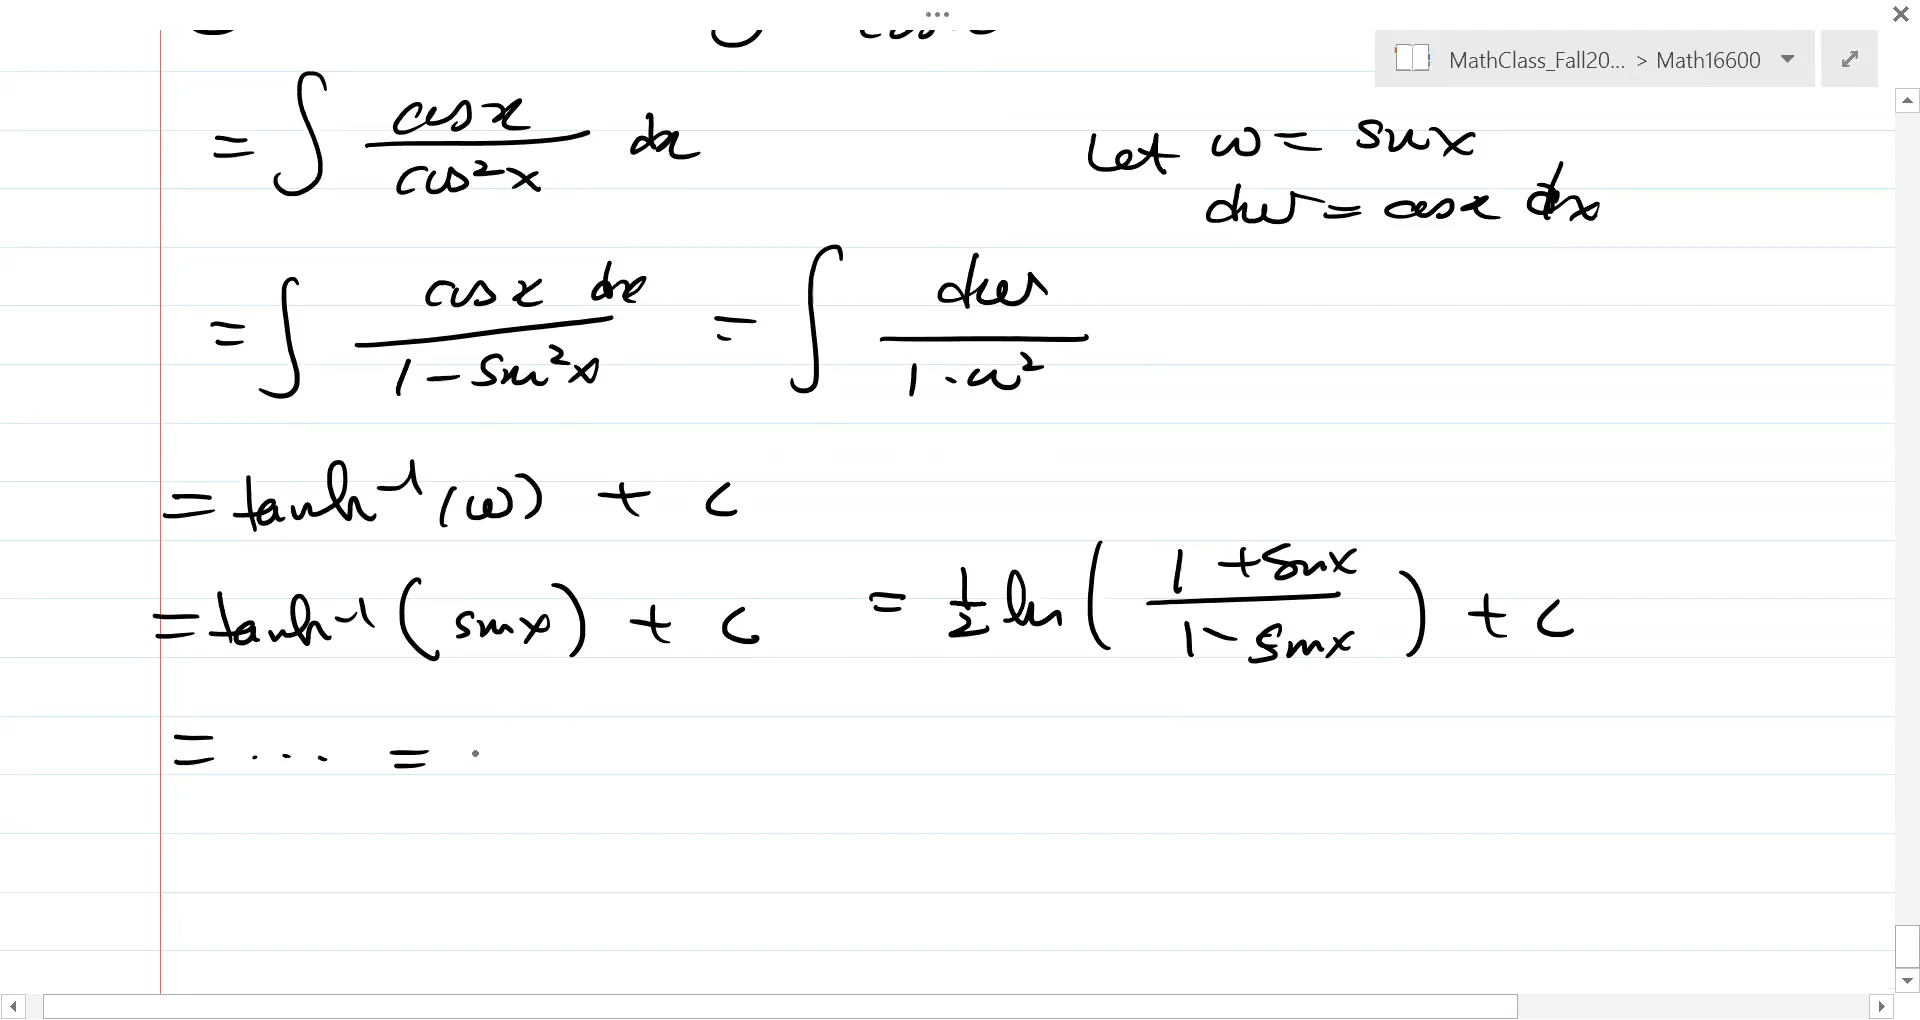 MathClass_Fall20... > Math16600
= ∫ cos x / cos²x dx
Let w = sin x
dw = cos x dx
= ∫ cos x dx / 1 - sin²x = ∫ dw / 1 - w²
= tanh⁻¹(w) + c
= tanh⁻¹(sin x) + c = 1/2 ln(1 + sin x / 1 - sin x) + c
= ... = .